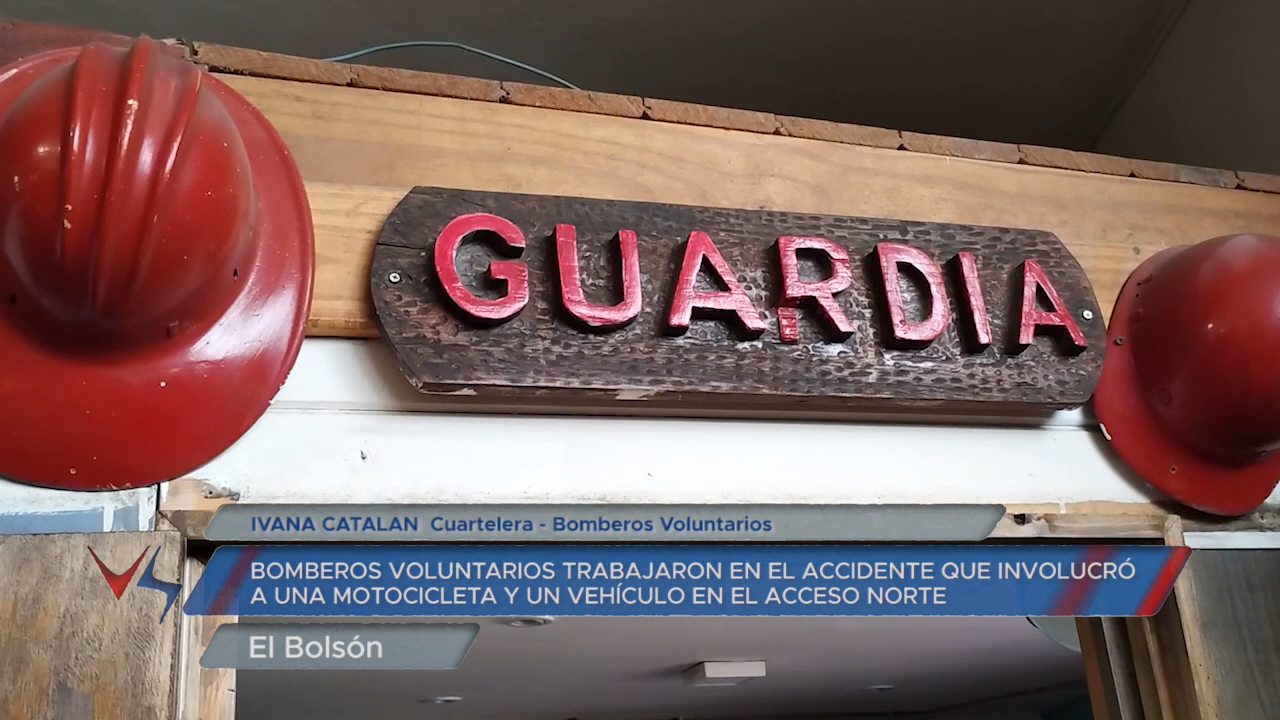 GUARDIA
IVANA CATALAN Cuartelera - Bomberos Voluntarios
BOMBEROS VOLUNTARIOS TRABAJARON EN EL ACCIDENTE QUE INVOLUCRÓ
A UNA MOTOCICLETA Y UN VEHÍCULO EN EL ACCESO NORTE
El Bolsón